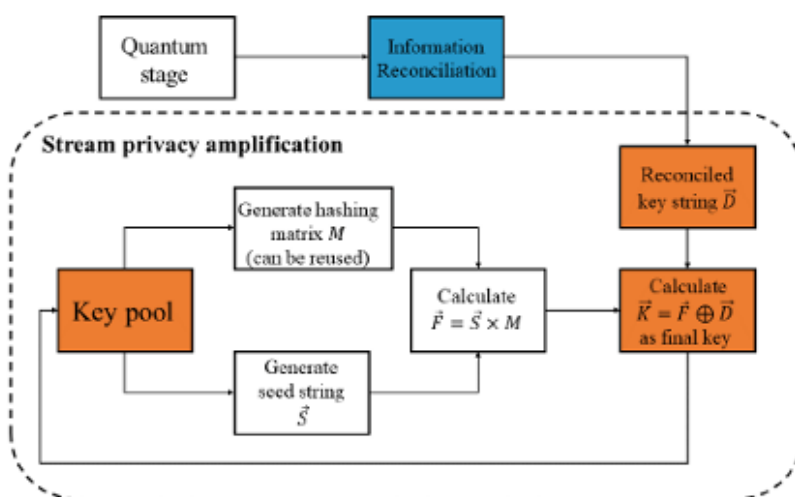 Quantum
stage
Information
Reconciliation
Stream privacy amplification
Reconciled
key string D⃗
Generate hashing
matrix M
(can be reused)
Key pool
Calculate
F⃗ = S⃗ × M
Calculate
K⃗ = F⃗ ⊕ D⃗
as final key
Generate
seed string
S⃗